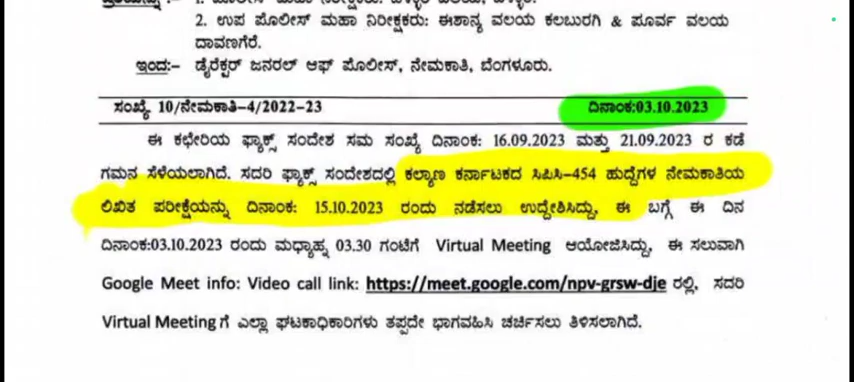 2. ಉಪ ಪೊಲೀಸ್ ಮಹಾ ನಿರೀಕ್ಷಕರು: ಈಶಾನ್ಯ ವಲಯ ಕಲಬುರಗಿ & ಪೂರ್ವ ವಲಯ
ದಾವಣಗೆರೆ.
ಇಂದ:– ಡೈರೆಕ್ಟರ್ ಜನರಲ್ ಆಫ್ ಪೊಲೀಸ್, ನೇಮಕಾತಿ, ಬೆಂಗಳೂರು.
ಸಂಖ್ಯೆ 10/ನೇಮಕಾತಿ–4/2022-23 ದಿನಾಂಕ:03.10.2023
ಈ ಕಛೇರಿಯ ಫ್ಯಾಕ್ಸ್ ಸಂದೇಶ ಸಮ ಸಂಖ್ಯೆ ದಿನಾಂಕ: 16.09.2023 ಮತ್ತು 21.09.2023 ರ ಕಡೆ
ಗಮನ ಸೆಳೆಯಲಾಗಿದೆ. ಸದರಿ ಫ್ಯಾಕ್ಸ್ ಸಂದೇಶದಲ್ಲಿ ಕಲ್ಯಾಣ ಕರ್ನಾಟಕದ ಸಿಪಿಸಿ–454 ಹುದ್ದೆಗಳ ನೇಮಕಾತಿಯ
ಲಿಖಿತ ಪರೀಕ್ಷೆಯನ್ನು ದಿನಾಂಕ: 15.10.2023 ರಂದು ನಡೆಸಲು ಉದ್ದೇಶಿಸಿದ್ದು, ಈ ಬಗ್ಗೆ ಈ ದಿನ
ದಿನಾಂಕ:03.10.2023 ರಂದು ಮಧ್ಯಾಹ್ನ 03.30 ಗಂಟೆಗೆ Virtual Meeting ಆಯೋಜಿಸಿದ್ದು, ಈ ಸಲುವಾಗಿ
Google Meet info: Video call link: https://meet.google.com/npv-grsw-dje ರಲ್ಲಿ, ಸದರಿ
Virtual Meeting ಗೆ ಎಲ್ಲಾ ಘಟಕಾಧಿಕಾರಿಗಳು ತಪ್ಪದೇ ಭಾಗವಹಿಸಿ ಚರ್ಚಿಸಲು ತಿಳಿಸಲಾಗಿದೆ.